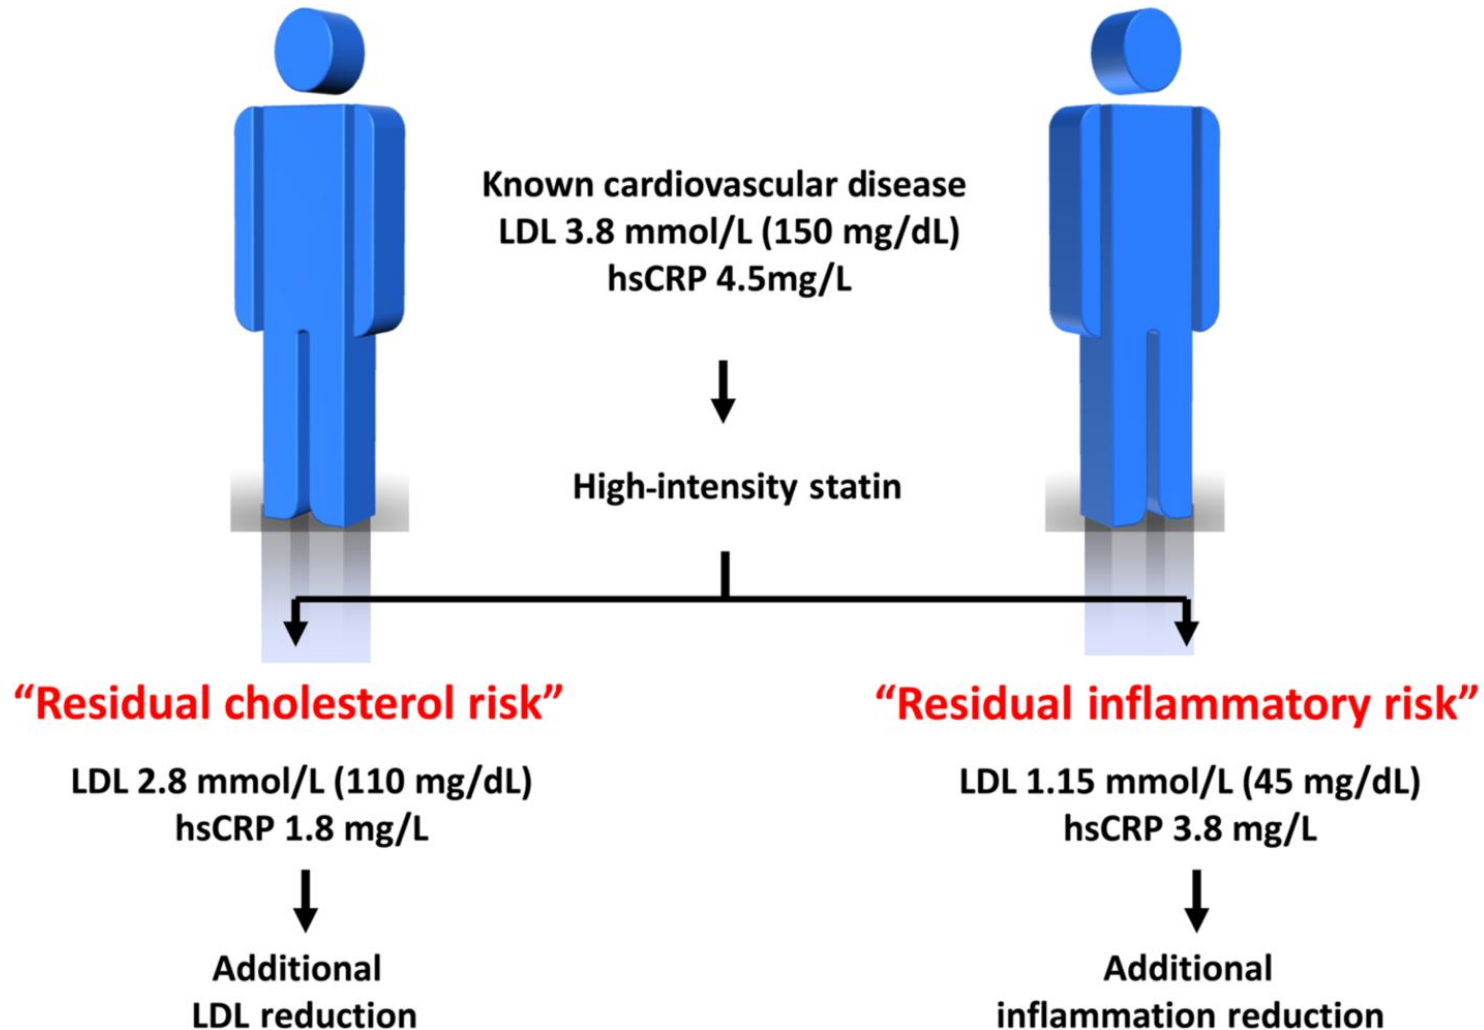 Known cardiovascular disease
LDL 3.8 mmol/L (150 mg/dL)
hsCRP 4.5mg/L
High-intensity statin
“Residual cholesterol risk”
LDL 2.8 mmol/L (110 mg/dL)
hsCRP 1.8 mg/L
Additional
LDL reduction
“Residual inflammatory risk”
LDL 1.15 mmol/L (45 mg/dL)
hsCRP 3.8 mg/L
Additional
inflammation reduction